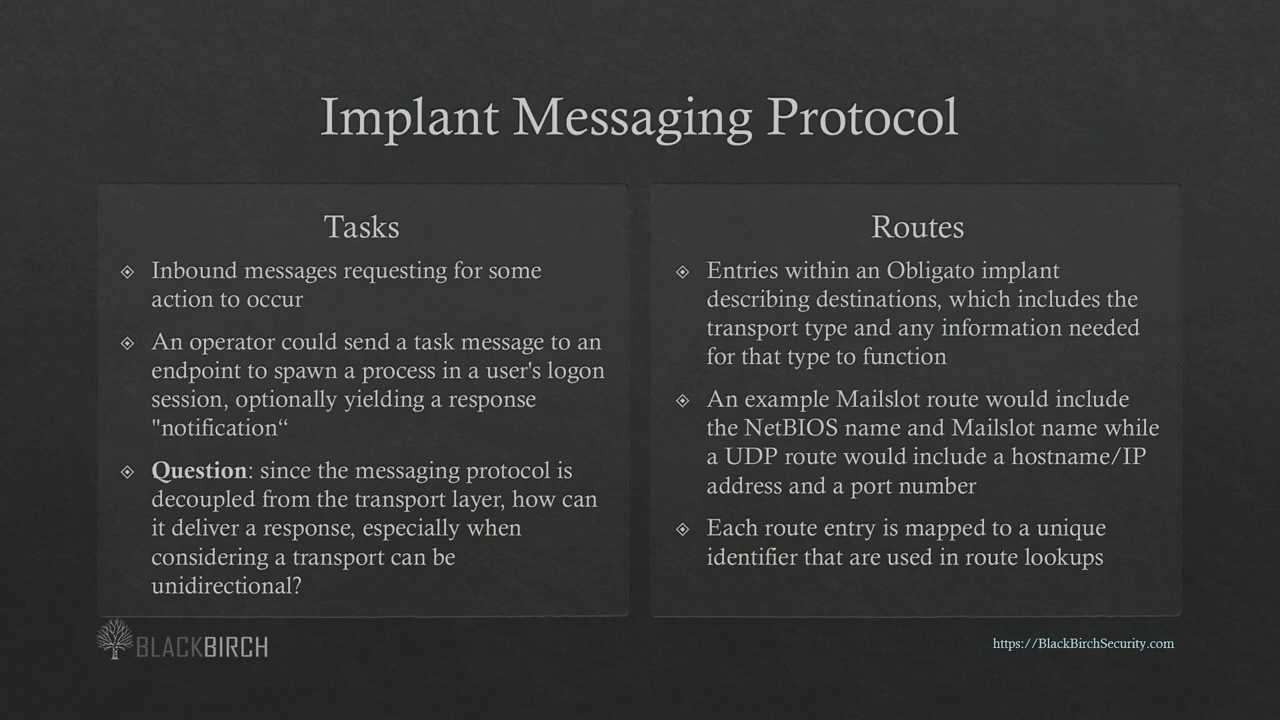 Implant Messaging Protocol
Tasks
Inbound messages requesting for some
action to occur
An operator could send a task message to an
endpoint to spawn a process in a user's logon
session, optionally yielding a response
"notification“
Question: since the messaging protocol is
decoupled from the transport layer, how can
it deliver a response, especially when
considering a transport can be
unidirectional?
Routes
Entries within an Obligato implant
describing destinations, which includes the
transport type and any information needed
for that type to function
An example Mailslot route would include
the NetBIOS name and Mailslot name while
a UDP route would include a hostname/IP
address and a port number
Each route entry is mapped to a unique
identifier that are used in route lookups
BLACKBIRCH
https://BlackBirchSecurity.com